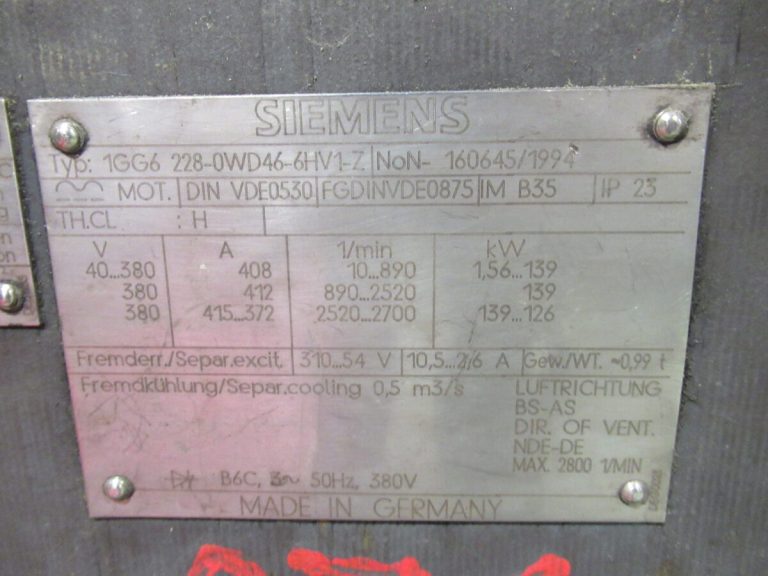 SIEMENS
Typ: 1GG6 228-0WD46-6HV1-Z NoN- 160645/1994
MOT. DIN VDE0530 FGDINVDE0875 IM B35 IP 23
TH.CL : H
V A 1/min kW
40...380 408 10...890 1,56...139
380 412 890...2520 139
380 415...372 2520...2700 139...126
Fremderr./Separ.excit. 310...54 V 10,5...2,6 A Gew./WT. ≈0,99 t
Fremdkühlung/Separ.cooling 0,5 m3/s LUFTRICHTUNG
BS-AS
DIR. OF VENT.
NDE-DE
MAX. 2800 1/MIN
B6C, 3~ 50Hz, 380V
MADE IN GERMANY